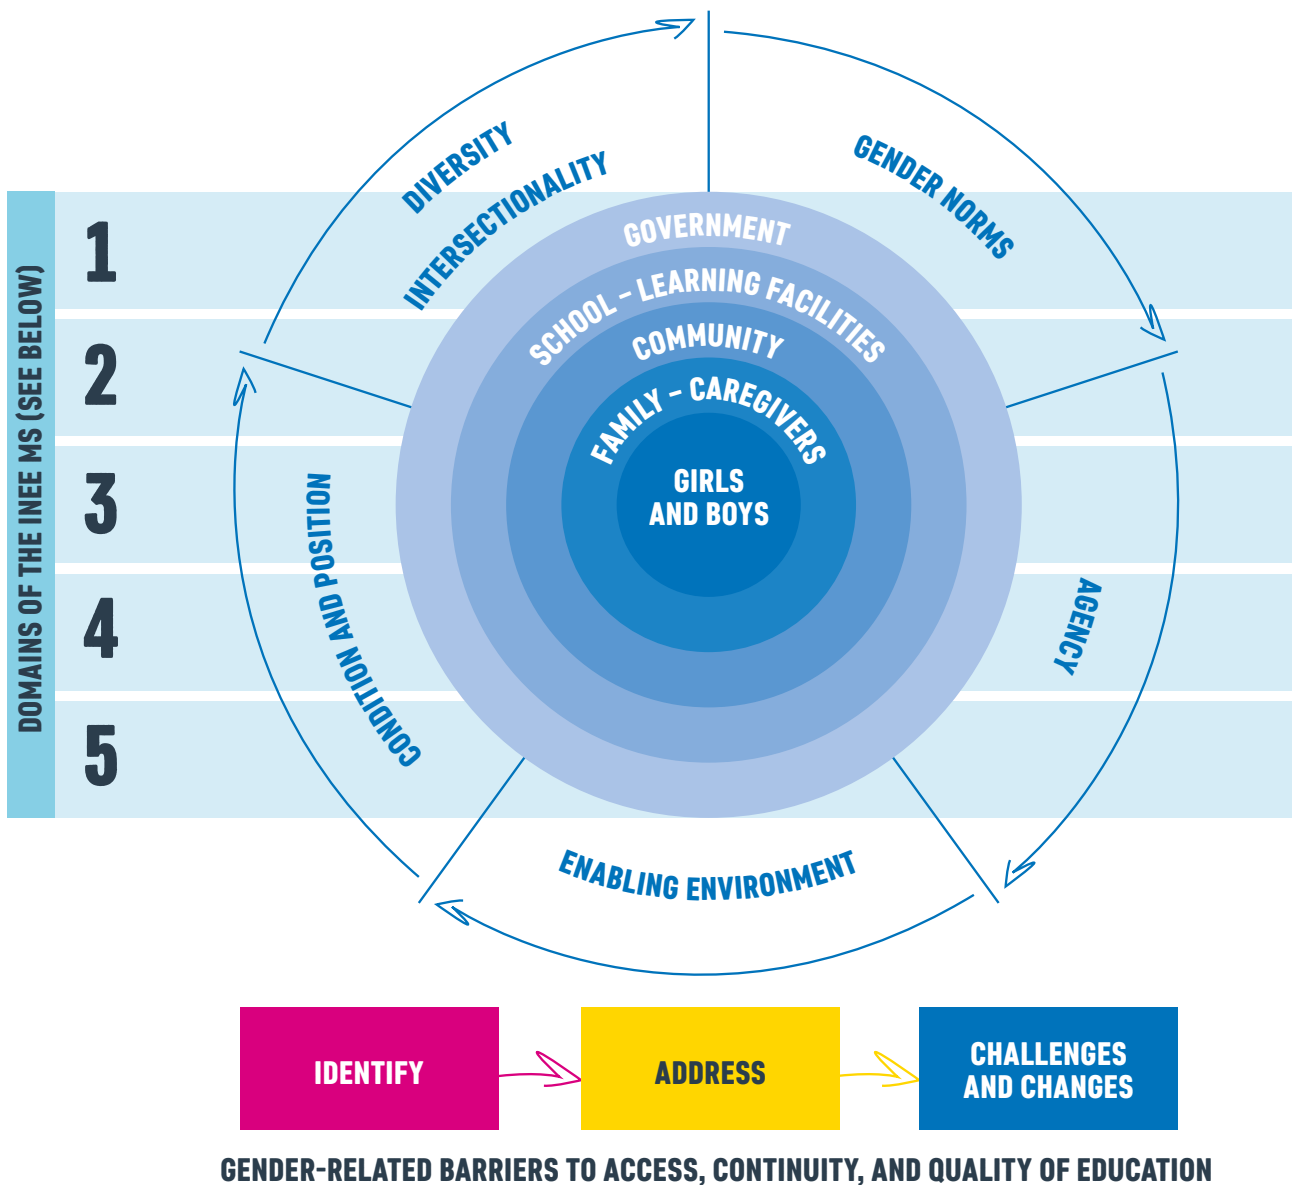 DIVERSITY
INTERSECTIONALITY
GENDER NORMS
DOMAINS OF THE INEE MS (SEE BELOW)
1
2
3
4
5
GOVERNMENT
SCHOOL – LEARNING FACILITIES
COMMUNITY
FAMILY – CAREGIVERS
GIRLS
AND BOYS
CONDITION AND POSITION
AGENCY
ENABLING ENVIRONMENT
IDENTIFY
ADDRESS
CHALLENGES
AND CHANGES
GENDER-RELATED BARRIERS TO ACCESS, CONTINUITY, AND QUALITY OF EDUCATION